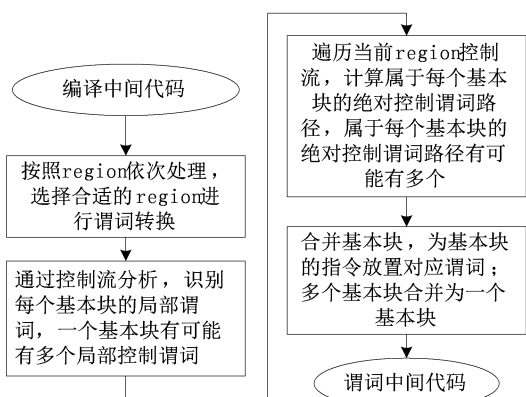 编译中间代码
按照region依次处理，
选择合适的region进
行谓词转换
通过控制流分析，识别
每个基本块的局部谓
词，一个基本块有可能
有多个局部控制谓词
遍历当前region控制
流，计算属于每个基本
块的绝对控制谓词路
径，属于每个基本块的
绝对控制谓词路径有可
能有多个
合并基本块，为基本块
的指令放置对应谓词；
多个基本块合并为一个
基本块
谓词中间代码